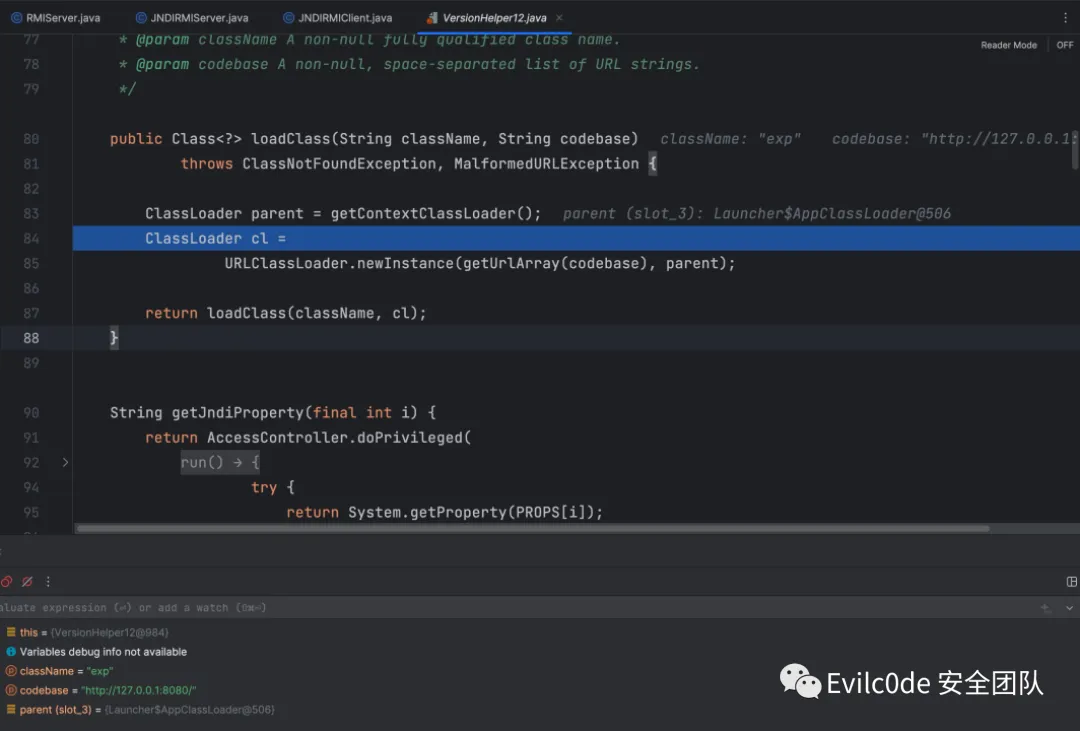 RMIServer.java JNDIRMIServer.java JNDIRMIClient.java VersionHelper12.java
77 * @param className A non-null fully qualified class name.
Reader Mode OFF
78 * @param codebase A non-null, space-separated list of URL strings.
79 */
80 public Class<?> loadClass(String className, String codebase) className: "exp" codebase: "http://127.0.0.1:
81 throws ClassNotFoundException, MalformedURLException {
82
83 ClassLoader parent = getContextClassLoader(); parent (slot_3): Launcher$AppClassLoader@506
84 ClassLoader cl =
85 URLClassLoader.newInstance(getUrlArray(codebase), parent);
86
87 return loadClass(className, cl);
88 }
89
90 String getJndiProperty(final int i) {
91 return AccessController.doPrivileged(
92 run() → {
94 try {
95 return System.getProperty(PROPS[i]);
aluate expression (⏎) or add a watch (⇧⌘⏎)
this = {VersionHelper12@984}
Variables debug info not available
className = "exp"
codebase = "http://127.0.0.1:8080/"
parent (slot_3) = {Launcher$AppClassLoader@506}
Evilc0de 安全团队